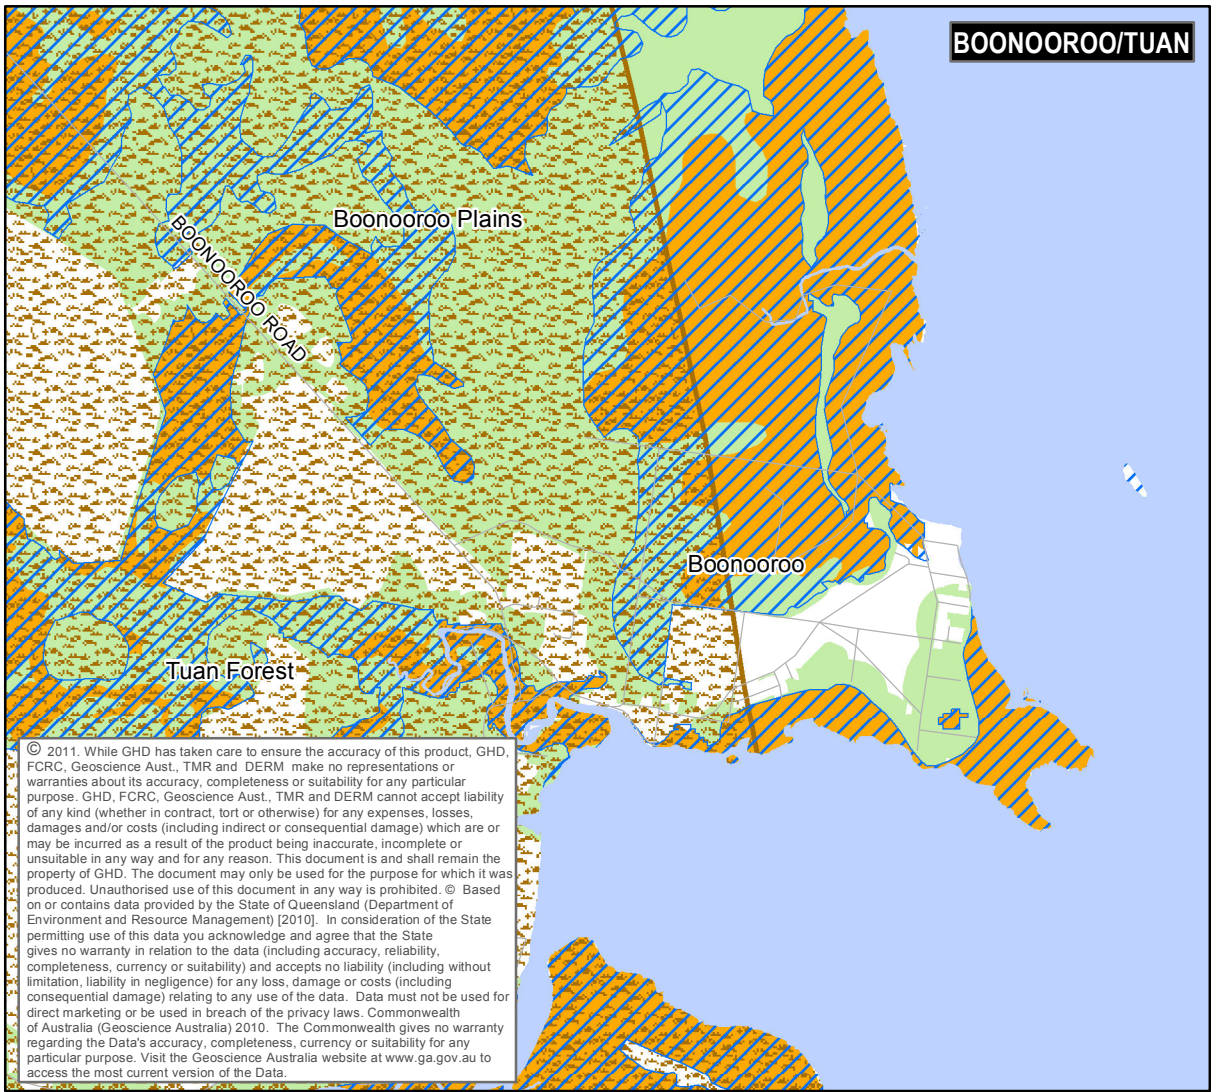 BOONOOROO/TUAN
Boonooroo Plains
BOONOOROO ROAD
Boonooroo
Tuan Forest
© 2011. While GHD has taken care to ensure the accuracy of this product, GHD,
FCRC, Geoscience Aust., TMR and DERM make no representations or
warranties about its accuracy, completeness or suitability for any particular
purpose. GHD, FCRC, Geoscience Aust., TMR and DERM cannot accept liability
of any kind (whether in contract, tort or otherwise) for any expenses, losses,
damages and/or costs (including indirect or consequential damage) which are or
may be incurred as a result of the product being inaccurate, incomplete or
unsuitable in any way and for any reason. This document is and shall remain the
property of GHD. The document may only be used for the purpose for which it was
produced. Unauthorised use of this document in any way is prohibited. © Based
on or contains data provided by the State of Queensland (Department of
Environment and Resource Management) [2010]. In consideration of the State
permitting use of this data you acknowledge and agree that the State
gives no warranty in relation to the data (including accuracy, reliability,
completeness, currency or suitability) and accepts no liability (including without
limitation, liability in negligence) for any loss, damage or costs (including
consequential damage) relating to any use of the data. Data must not be used for
direct marketing or be used in breach of the privacy laws. Commonwealth
of Australia (Geoscience Australia) 2010. The Commonwealth gives no warranty
regarding the Data's accuracy, completeness, currency or suitability for any
particular purpose. Visit the Geoscience Australia website at www.ga.gov.au to
access the most current version of the Data.